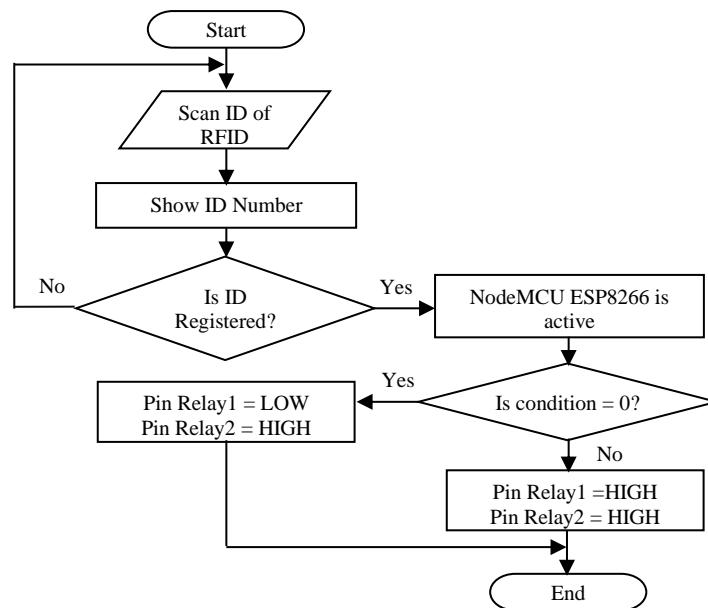 Start
Scan ID of
RFID
Show ID Number
No
Is ID
Registered?
Yes
NodeMCU ESP8266 is
active
Is condition = 0?
Yes
Pin Relay1 = LOW
Pin Relay2 = HIGH
No
Pin Relay1 =HIGH
Pin Relay2 = HIGH
End